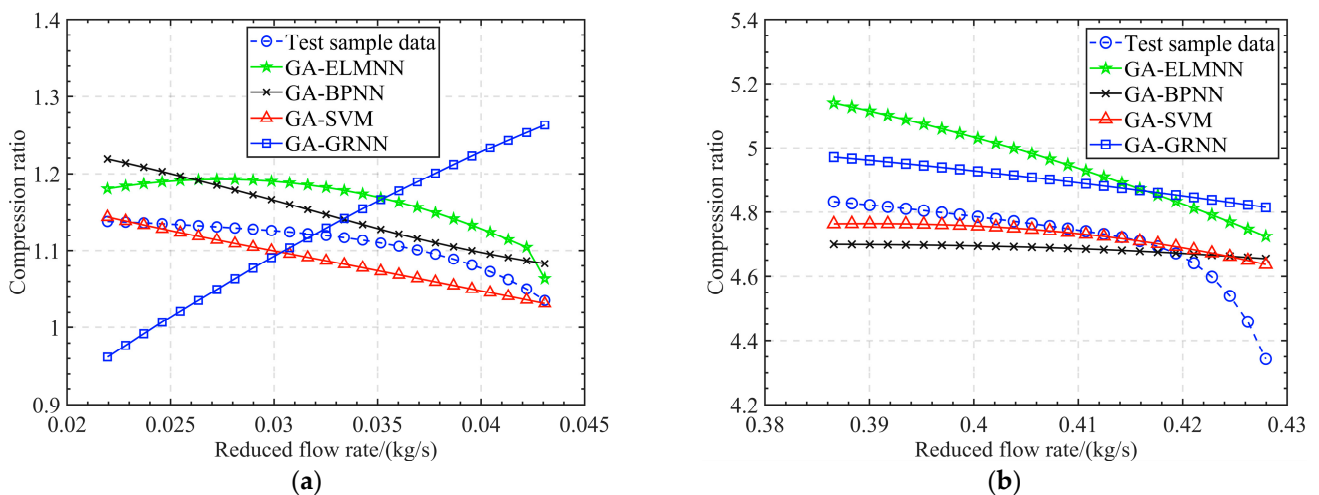 1.4
1.3
1.2
1.1
1
0.9
Compression ratio
Test sample data
GA-ELMNN
GA-BPNN
GA-SVM
GA-GRNN
0.02 0.025 0.03 0.035 0.04 0.045
Reduced flow rate/(kg/s)
(a)
5.4
5.2
5
4.8
4.6
4.4
4.2
Compression ratio
Test sample data
GA-ELMNN
GA-BPNN
GA-SVM
GA-GRNN
0.38 0.39 0.4 0.41 0.42 0.43
Reduced flow rate/(kg/s)
(b)